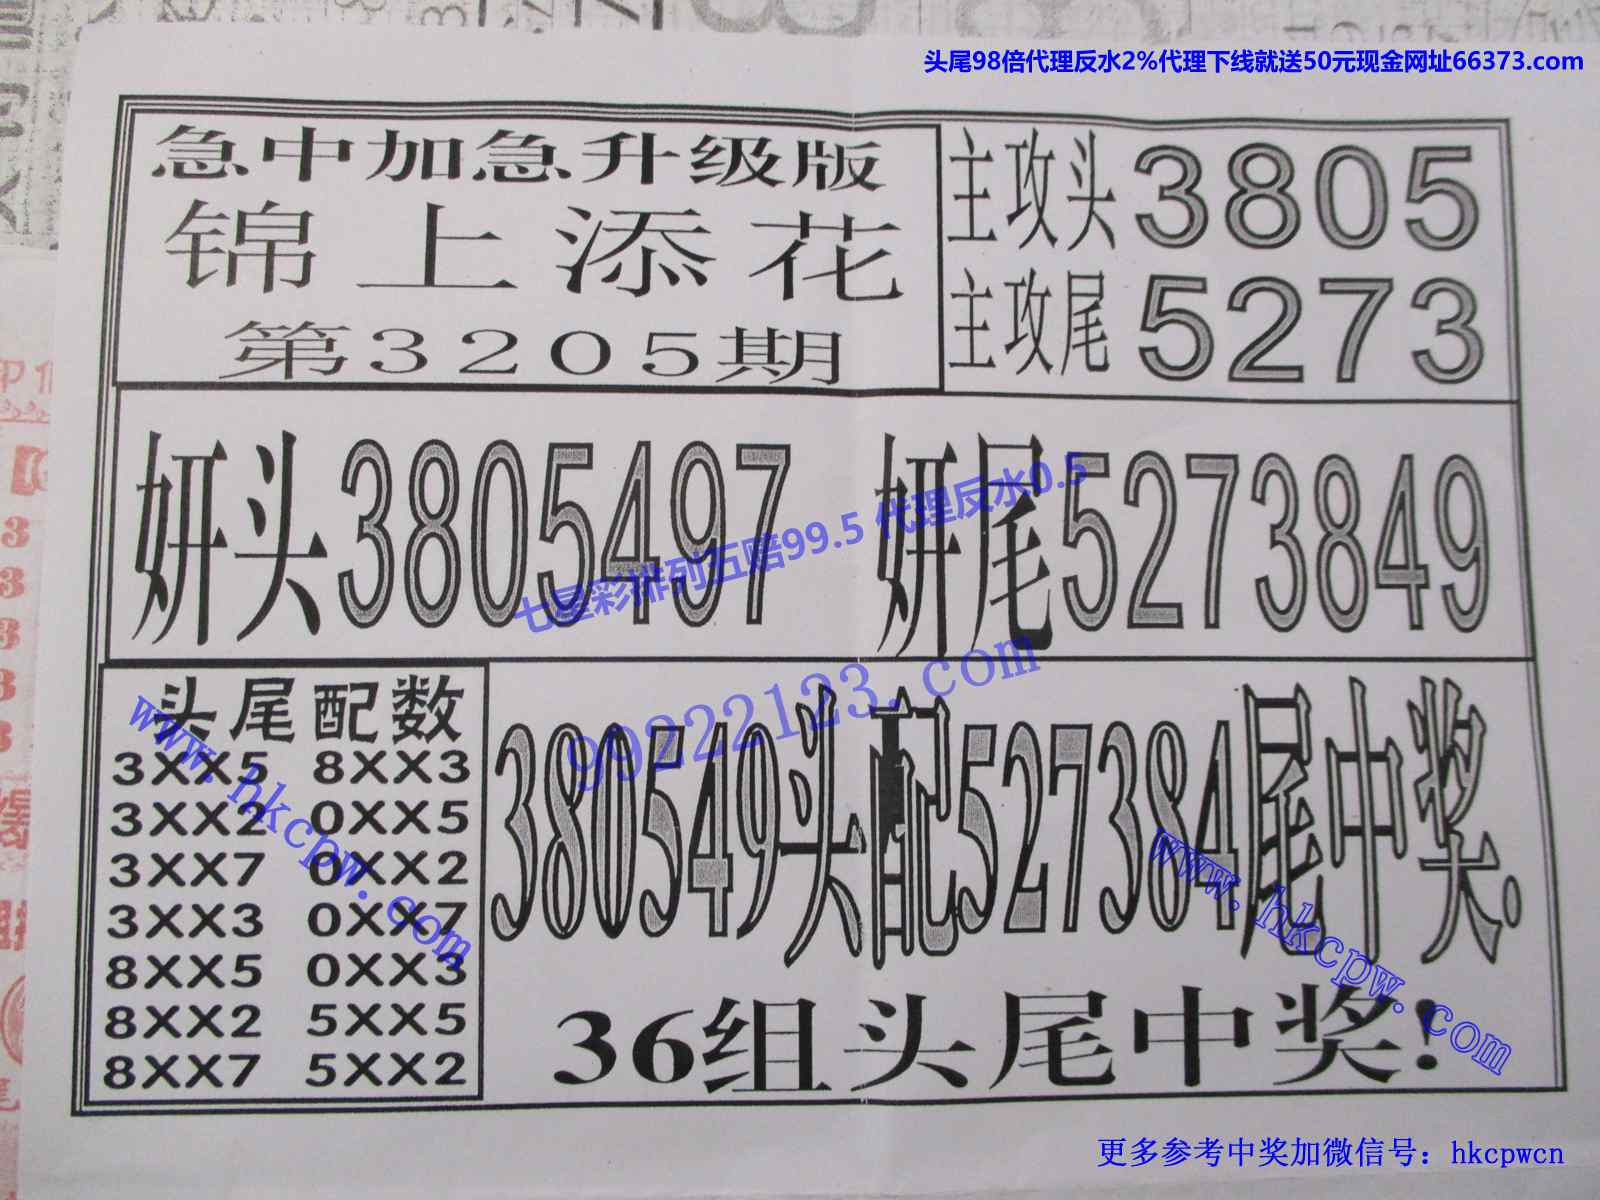 头尾98倍代理反水2%代理下线就送50元现金网址66373.com
急中加急升级版
锦上添花
第3205期
主攻头3805
主攻尾5273
妍头3805497
妍尾5273849
七星彩排列五赔99.5 代理反水0.5
99222123.com
头尾配数
3XX5 8XX3
3XX2 0XX5
3XX7 0XX2
3XX3 0XX7
8XX5 0XX3
8XX2 5XX5
8XX7 5XX2
www.hkcpw.com
380549头配527384尾中奖.
36组头尾中奖!
www.hkcpw.com
更多参考中奖加微信号：hkcpwcn